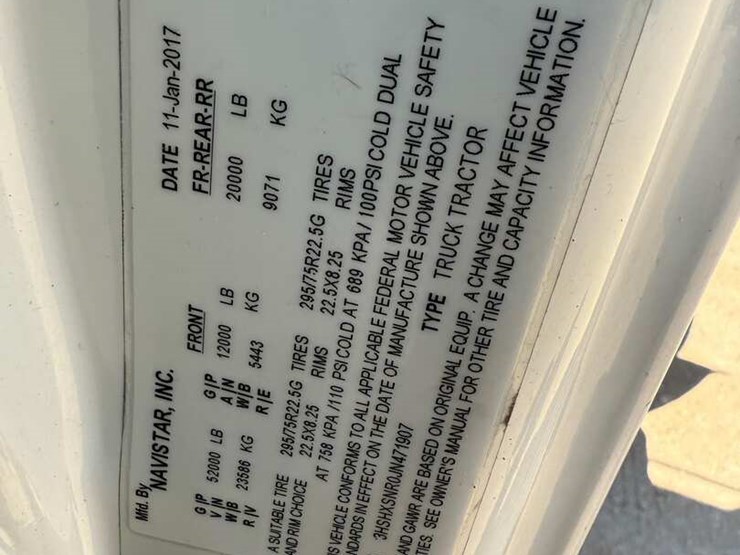 Mfd. By NAVISTAR, INC. DATE 11-Jan-2017
FRONT FR-REAR-RR
G P 52000 LB G P 12000 LB 20000 LB
V N A N
W B 23586 KG W B 5443 KG 9071 KG
R V R E
A SUITABLE TIRE 295/75R22.5G TIRES 295/75R22.5G TIRES
AND RIM CHOICE 22.5X8.25 RIMS 22.5X8.25 RIMS
AT 758 KPA /110 PSI COLD AT 689 KPA/ 100PSI COLD DUAL
VEHICLE CONFORMS TO ALL APPLICABLE FEDERAL MOTOR VEHICLE SAFETY
IN EFFECT ON THE DATE OF MANUFACTURE SHOWN ABOVE.
3HSHXSNR0JN471907 TYPE TRUCK TRACTOR
AND GAWR ARE BASED ON ORIGINAL EQUIP. A CHANGE MAY AFFECT VEHICLE
SEE OWNER'S MANUAL FOR OTHER TIRE AND CAPACITY INFORMATION.